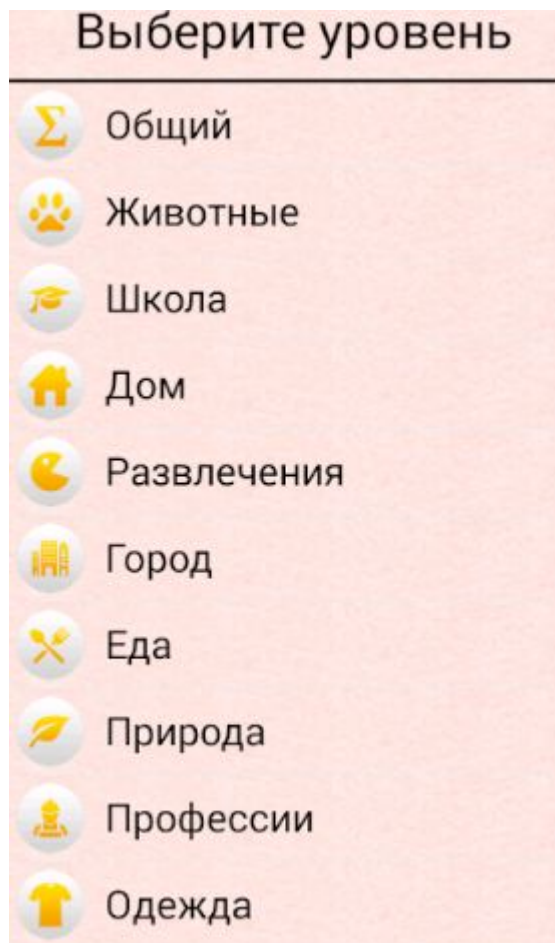 Выберите уровень
Общий
Животные
Школа
Дом
Развлечения
Город
Еда
Природа
Профессии
Одежда